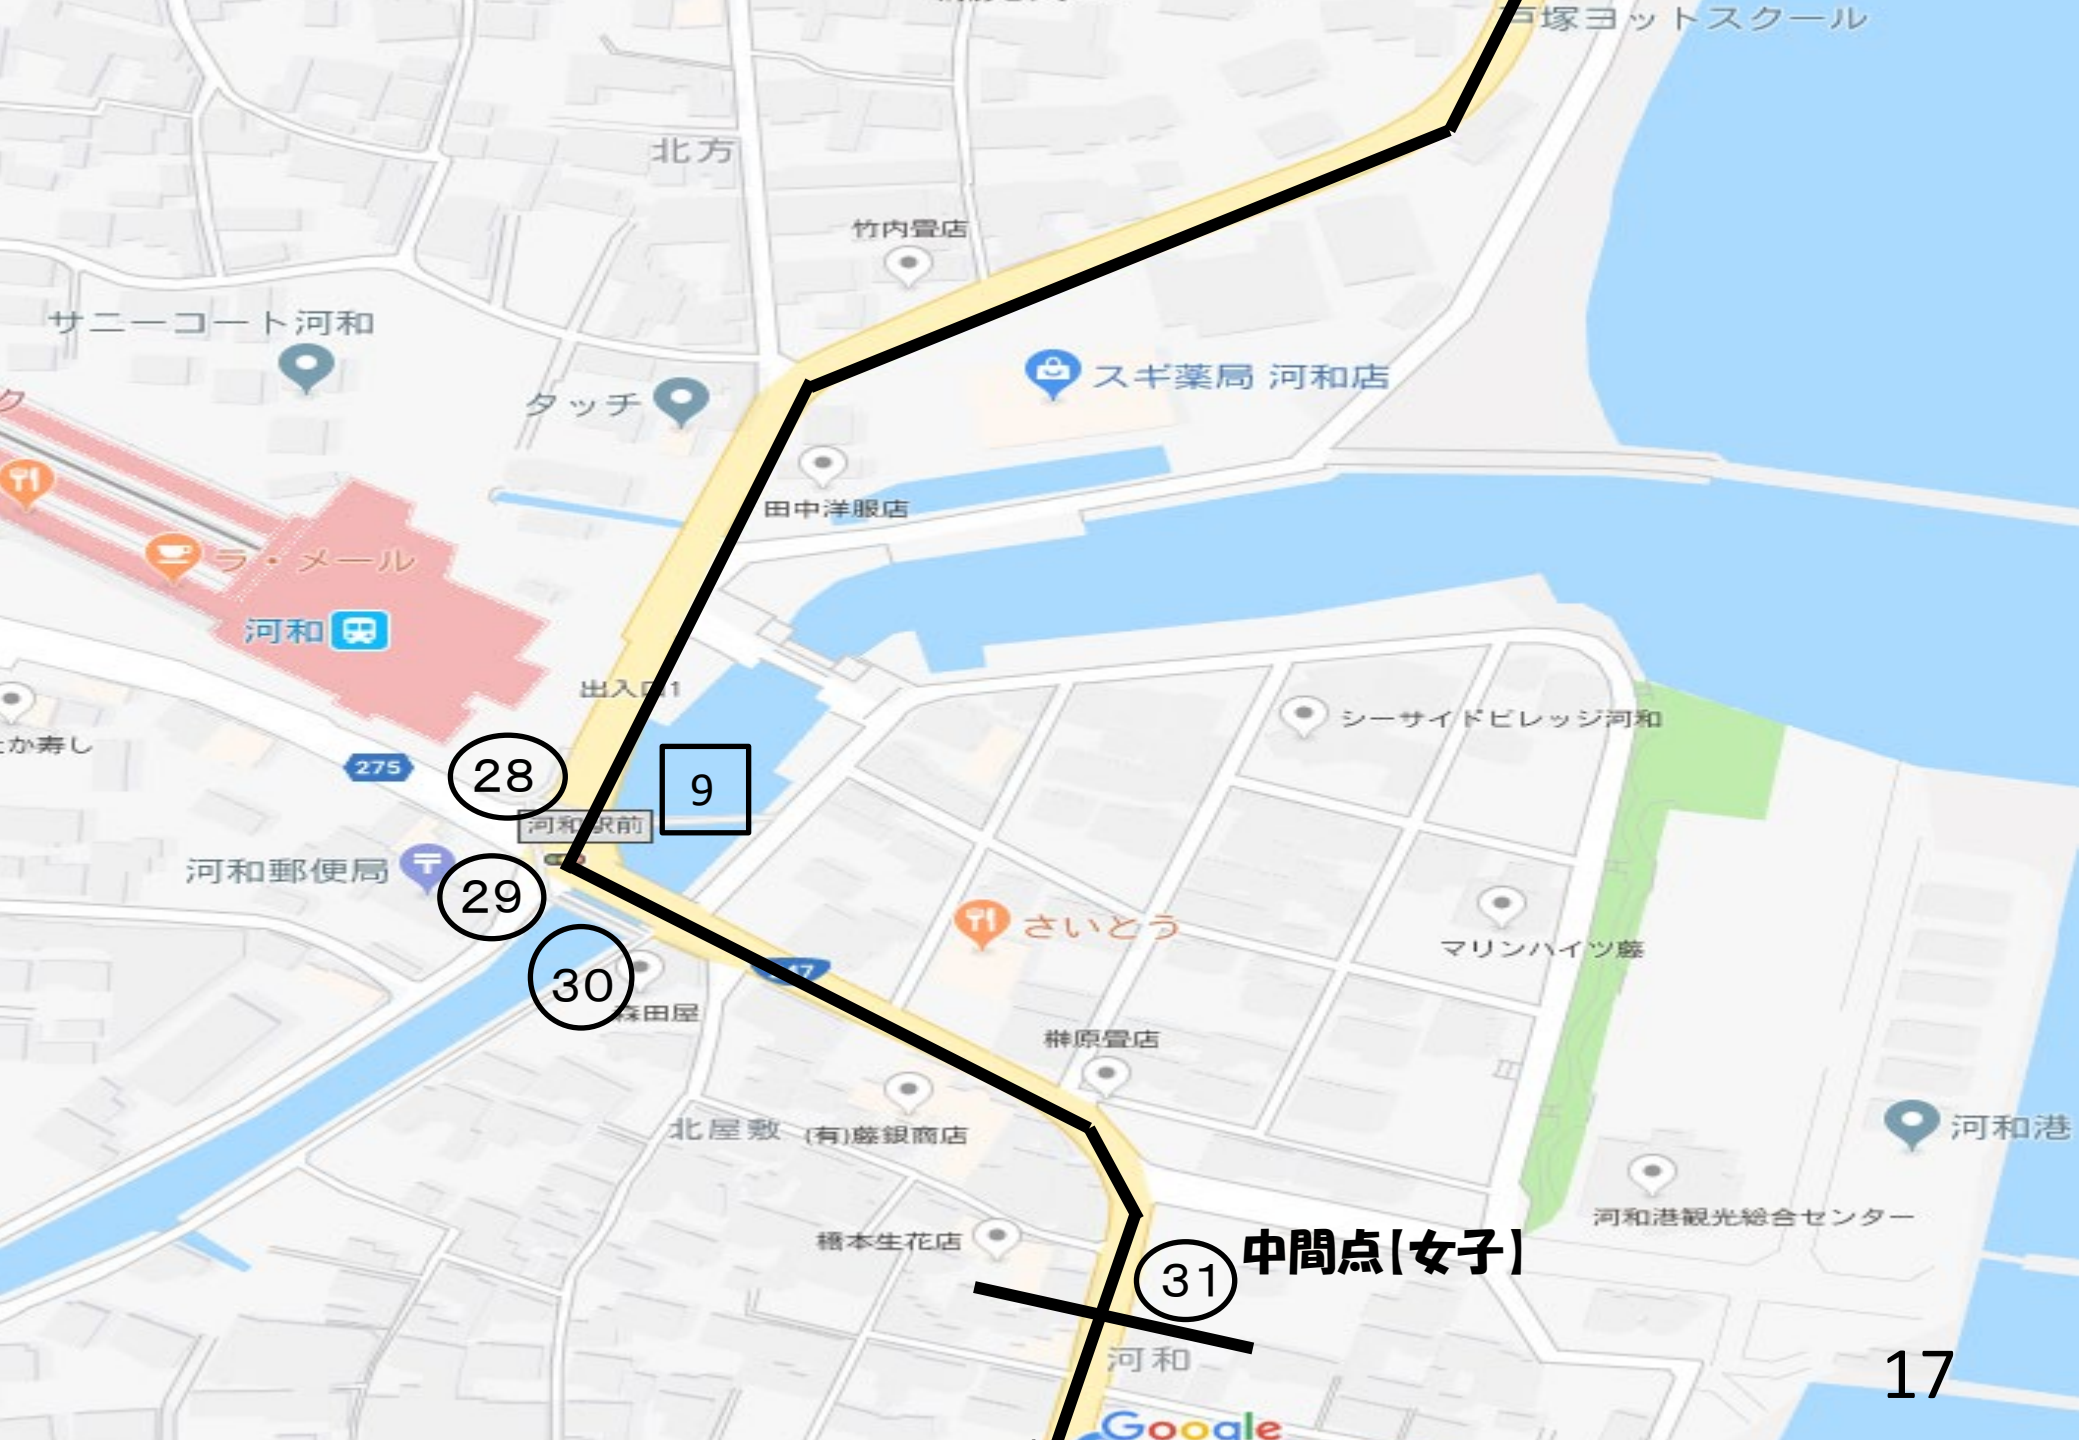 戸塚ヨットスクール
北方
竹内畳店
サニーコート河和
スギ薬局 河和店
タッチ
ク
田中洋服店
ラ・メール
河和
出入口1
シーサイドビレッジ河和
か寿し
275
28
9
河和駅前
河和郵便局
29
さいとう
マリンハイツ藤
30
森田屋
榊原畳店
北屋敷
(有)藤銀商店
河和港
河和港観光総合センター
橋本生花店
31
中間点【女子】
河和
17
Google